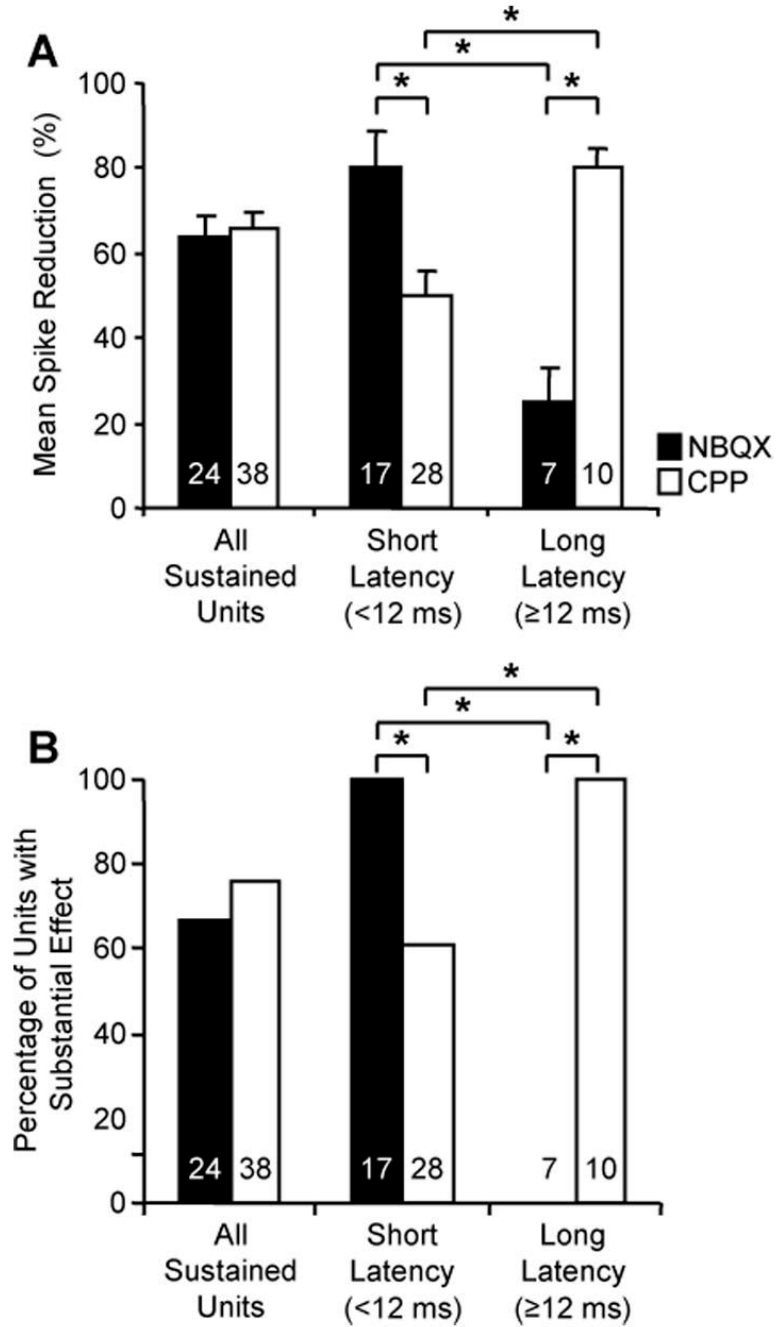 A
*
*
* *
Mean Spike Reduction (%)
100
80
60
40
20
0
24 38 17 28 7 10
NBQX
CPP
All Short Long
Sustained Latency Latency
Units (<12 ms) (≥12 ms)
B
*
*
* *
Percentage of Units with
Substantial Effect
100
80
60
40
20
0
24 38 17 28 7 10
All Short Long
Sustained Latency Latency
Units (<12 ms) (≥12 ms)